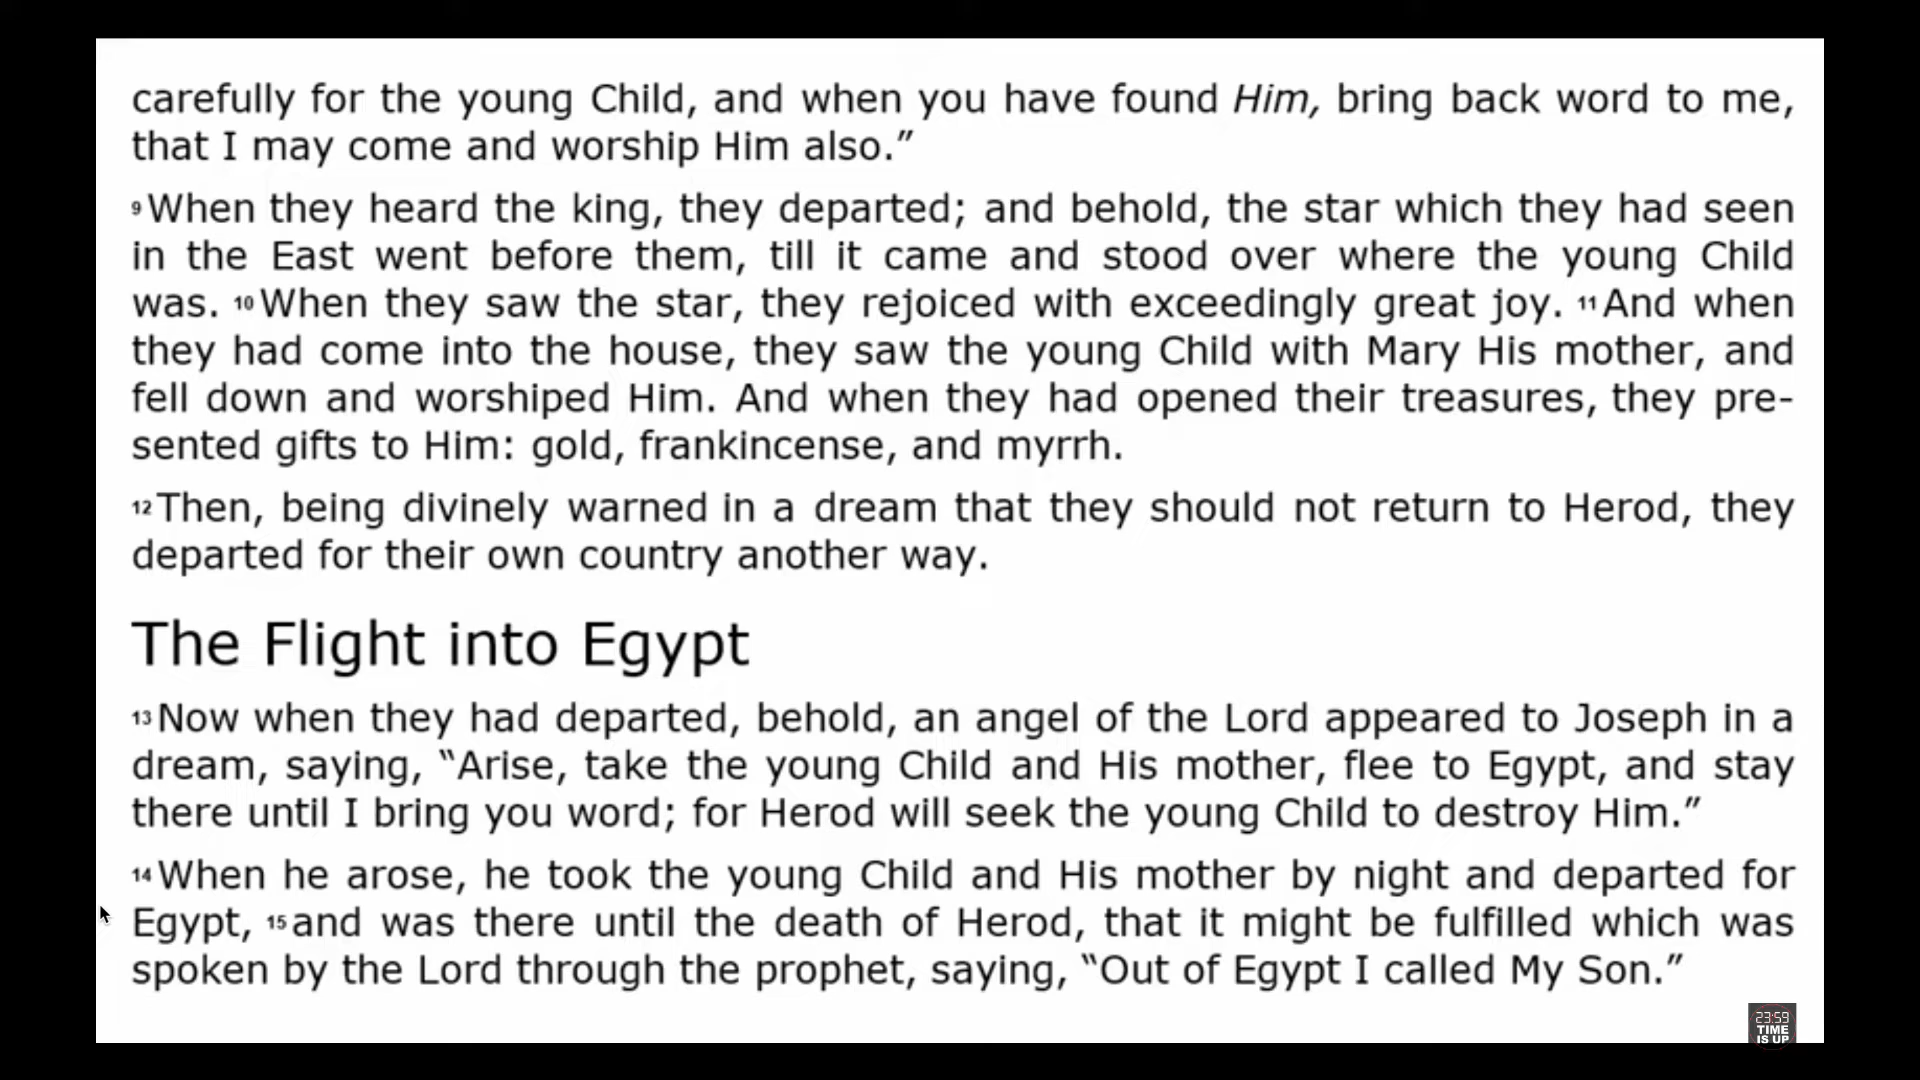 carefully for the young Child, and when you have found Him, bring back word to me,
that I may come and worship Him also.”
9 When they heard the king, they departed; and behold, the star which they had seen
in the East went before them, till it came and stood over where the young Child
was. 10 When they saw the star, they rejoiced with exceedingly great joy. 11 And when
they had come into the house, they saw the young Child with Mary His mother, and
fell down and worshiped Him. And when they had opened their treasures, they pre-
sented gifts to Him: gold, frankincense, and myrrh.
12 Then, being divinely warned in a dream that they should not return to Herod, they
departed for their own country another way.
The Flight into Egypt
13 Now when they had departed, behold, an angel of the Lord appeared to Joseph in a
dream, saying, “Arise, take the young Child and His mother, flee to Egypt, and stay
there until I bring you word; for Herod will seek the young Child to destroy Him.”
14 When he arose, he took the young Child and His mother by night and departed for
Egypt, 15 and was there until the death of Herod, that it might be fulfilled which was
spoken by the Lord through the prophet, saying, “Out of Egypt I called My Son.”
23:59
TIME
IS UP